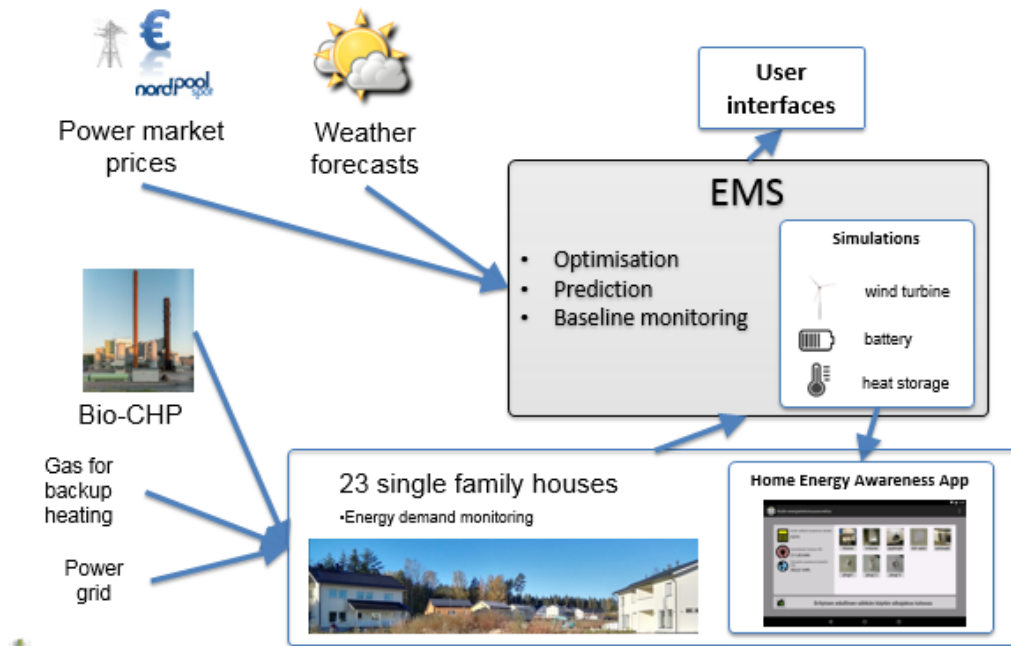 €
nordpool
spot
Power market
prices
Weather
forecasts
User
interfaces
EMS
• Optimisation
• Prediction
• Baseline monitoring
Simulations
wind turbine
battery
heat storage
Bio-CHP
Gas for
backup
heating
Power
grid
23 single family houses
•Energy demand monitoring
Home Energy Awareness App